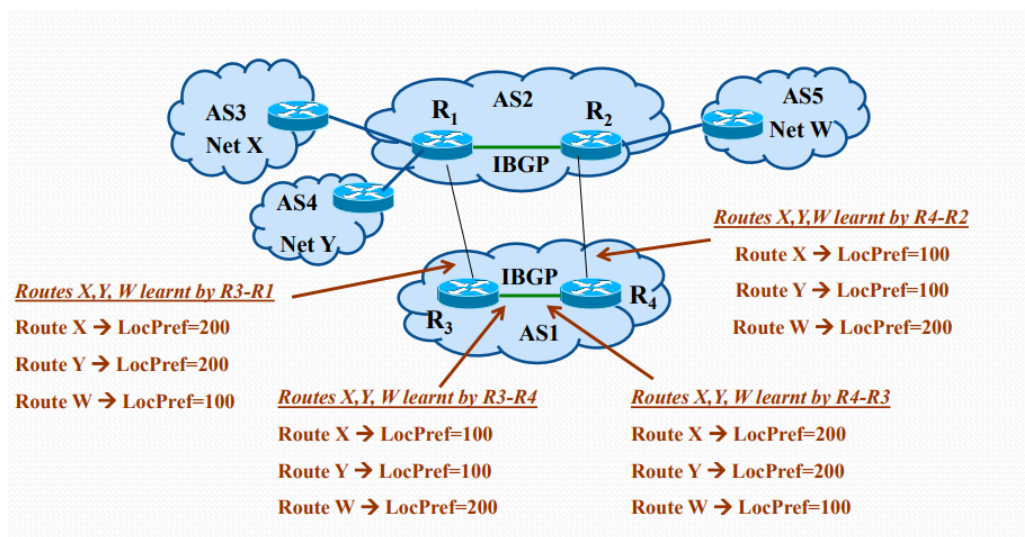 AS3
Net X
AS4
Net Y
R1
AS2
R2
IBGP
AS5
Net W
IBGP
R3
R4
AS1
Routes X,Y, W learnt by R3-R1
Route X → LocPref=200
Route Y → LocPref=200
Route W → LocPref=100
Routes X,Y, W learnt by R3-R4
Route X → LocPref=100
Route Y → LocPref=100
Route W → LocPref=200
Routes X,Y, W learnt by R4-R3
Route X → LocPref=200
Route Y → LocPref=200
Route W → LocPref=100
Routes X,Y,W learnt by R4-R2
Route X → LocPref=100
Route Y → LocPref=100
Route W → LocPref=200